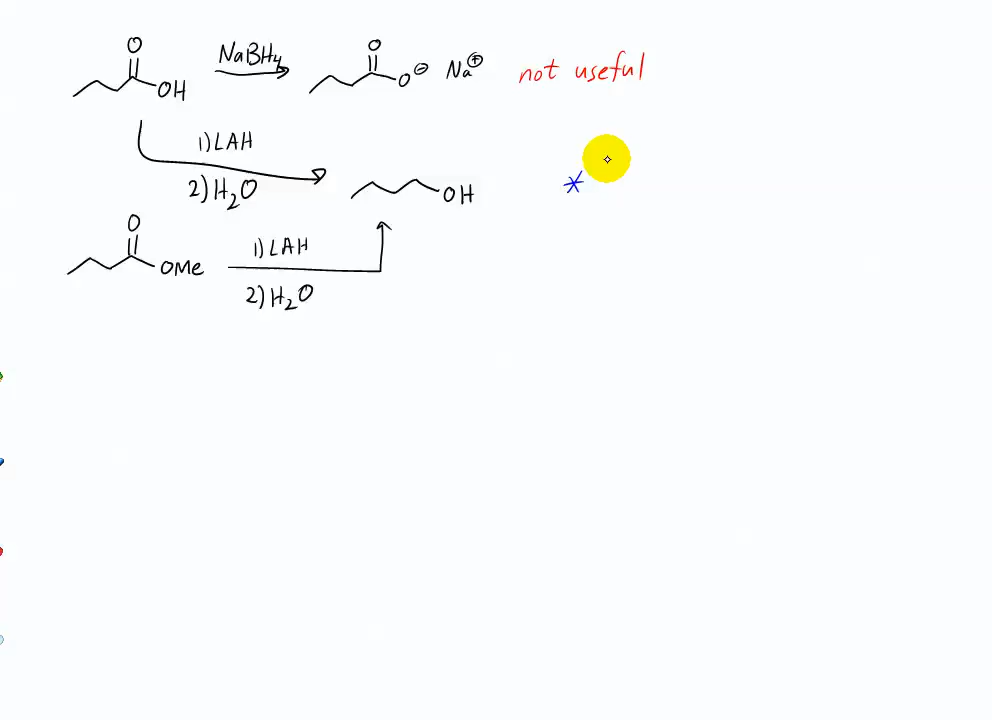 O NaBH₄ O
OH O⊖ Na⊕ not useful
1) LAH
2) H₂O OH *
O
OMe 1) LAH
2) H₂O